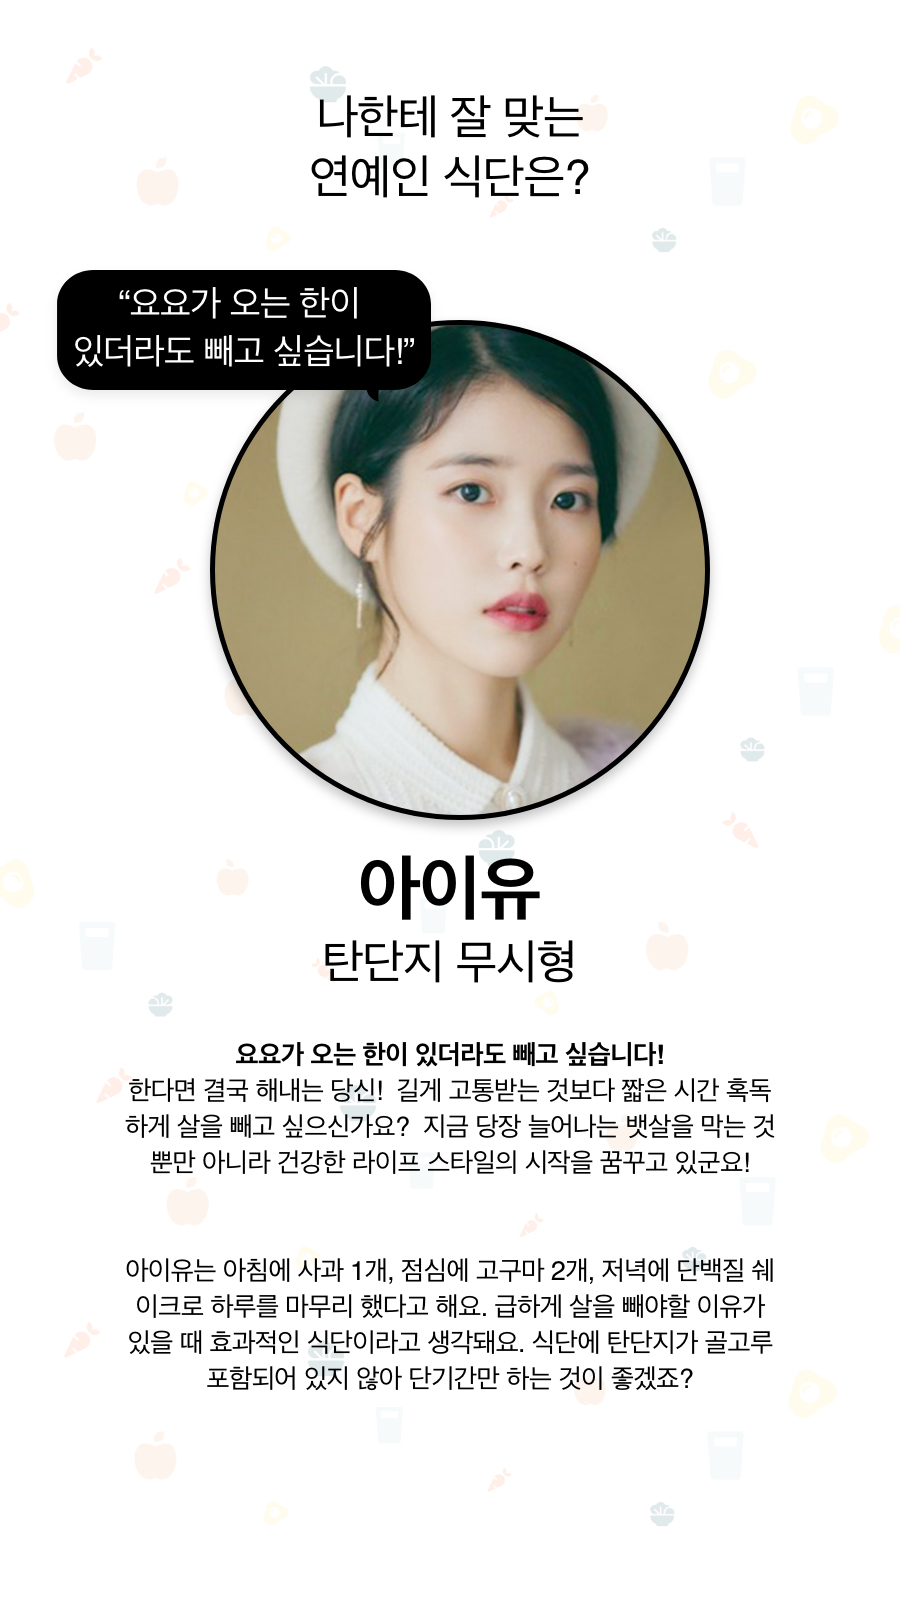 나한테 잘 맞는
연예인 식단은?
“요요가 오는 한이
있더라도 빼고 싶습니다!”
아이유
탄단지 무시형
요요가 오는 한이 있더라도 빼고 싶습니다!
한다면 결국 해내는 당신! 길게 고통받는 것보다 짧은 시간 혹독
하게 살을 빼고 싶으신가요? 지금 당장 늘어나는 뱃살을 막는 것
뿐만 아니라 건강한 라이프 스타일의 시작을 꿈꾸고 있군요!
아이유는 아침에 사과 1개, 점심에 고구마 2개, 저녁에 단백질 쉐
이크로 하루를 마무리 했다고 해요. 급하게 살을 빼야할 이유가
있을 때 효과적인 식단이라고 생각돼요. 식단에 탄단지가 골고루
포함되어 있지 않아 단기간만 하는 것이 좋겠죠?